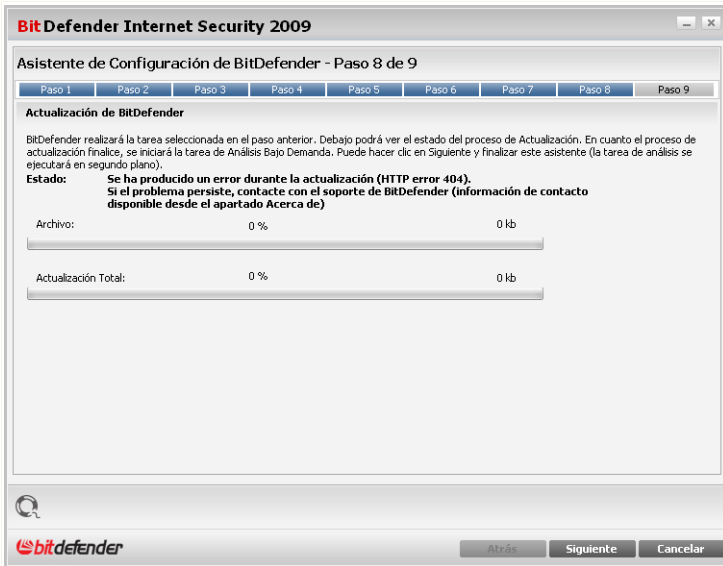 BitDefender Internet Security 2009
Asistente de Configuración de BitDefender - Paso 8 de 9
Paso 1 Paso 2 Paso 3 Paso 4 Paso 5 Paso 6 Paso 7 Paso 8 Paso 9
Actualización de BitDefender
BitDefender realizará la tarea seleccionada en el paso anterior. Debajo podrá ver el estado del proceso de Actualización. En cuanto el proceso de
actualización finalice, se iniciará la tarea de Análisis Bajo Demanda. Puede hacer clic en Siguiente y finalizar este asistente (la tarea de análisis se
ejecutará en segundo plano).
Estado: Se ha producido un error durante la actualización (HTTP error 404).
Si el problema persiste, contacte con el soporte de BitDefender (información de contacto
disponible desde el apartado Acerca de)
Archivo: 0 % 0 kb
Actualización Total: 0 % 0 kb
bitdefender Atrás Siguiente Cancelar